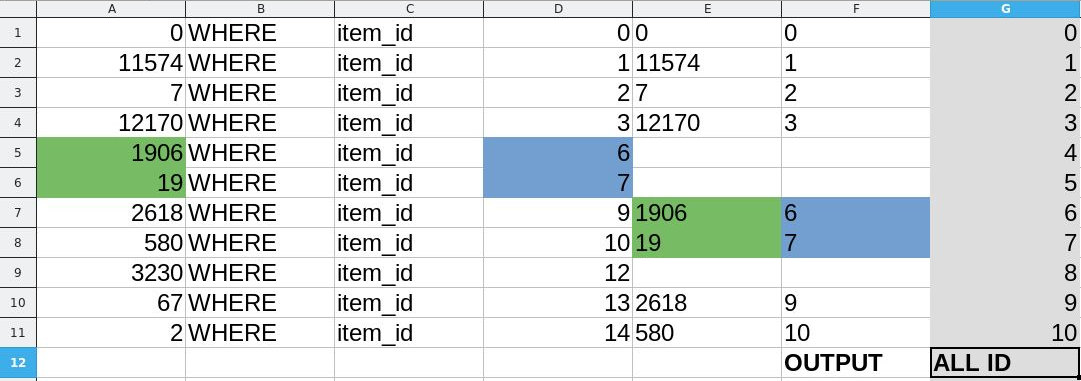 A B C D E F G
1 0 WHERE item_id 0 0 0 0
2 11574 WHERE item_id 1 11574 1 1
3 7 WHERE item_id 2 7 2 2
4 12170 WHERE item_id 3 12170 3 3
5 1906 WHERE item_id 6 4
6 19 WHERE item_id 7 5
7 2618 WHERE item_id 9 1906 6 6
8 580 WHERE item_id 10 19 7 7
9 3230 WHERE item_id 12 8
10 67 WHERE item_id 13 2618 9 9
11 2 WHERE item_id 14 580 10 10
12 OUTPUT ALL ID